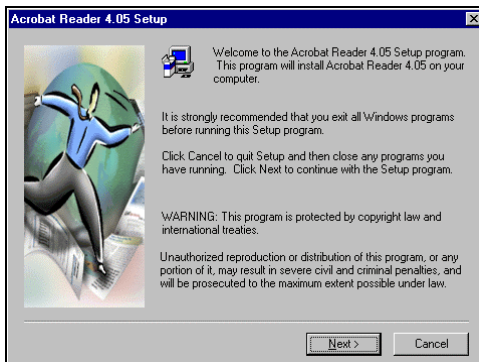 Acrobat Reader 4.05 Setup
Welcome to the Acrobat Reader 4.05 Setup program.
This program will install Acrobat Reader 4.05 on your
computer.
It is strongly recommended that you exit all Windows programs
before running this Setup program.
Click Cancel to quit Setup and then close any programs you
have running. Click Next to continue with the Setup program.
WARNING: This program is protected by copyright law and
international treaties.
Unauthorized reproduction or distribution of this program, or any
portion of it, may result in severe civil and criminal penalties, and
will be prosecuted to the maximum extent possible under law.
Next > Cancel